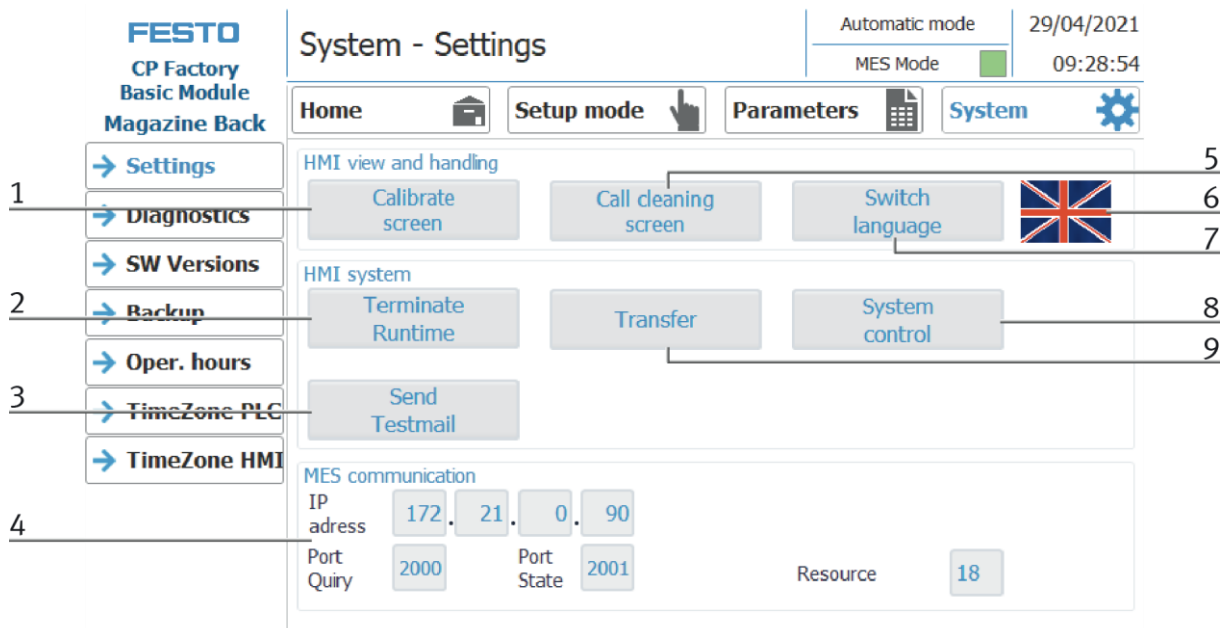 FESTO
CP Factory
Basic Module
Magazine Back
System - Settings
Automatic mode
MES Mode
29/04/2021
09:28:54
Home
Setup mode
Parameters
System
Settings
Diagnostics
SW Versions
Backup
Oper. hours
TimeZone PLC
TimeZone HMI
HMI view and handling
Calibrate
screen
Call cleaning
screen
Switch
language
HMI system
Terminate
Runtime
Transfer
System
control
Send
Testmail
MES communication
IP
adress
172 . 21 . 0 . 90
Port
Quiry
2000
Port
State
2001
Resource
18
1
2
3
4
5
6
7
8
9